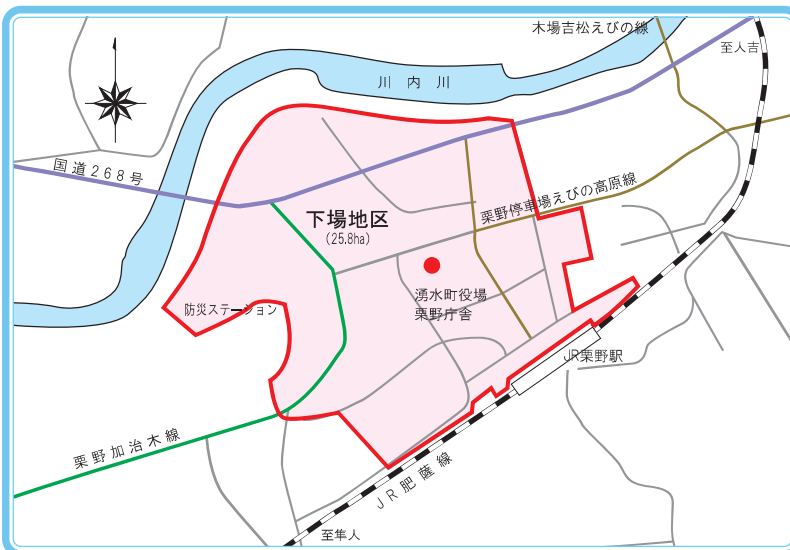 木場吉松えびの線
至人吉
川内川
国道268号
栗野停車場えびの高原線
下場地区
(25.8ha)
湧水町役場
栗野庁舎
防災ステーション
JR栗野駅
栗野加治木線
JR肥薩線
至隼人